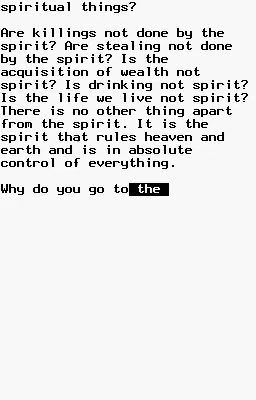 spiritual things?
Are killings not done by the
spirit? Are stealing not done
by the spirit? Is the
acquisition of wealth not
spirit? Is drinking not spirit?
Is the life we live not spirit?
There is no other thing apart
from the spirit. It is the
spirit that rules heaven and
earth and is in absolute
control of everything.
Why do you go to the